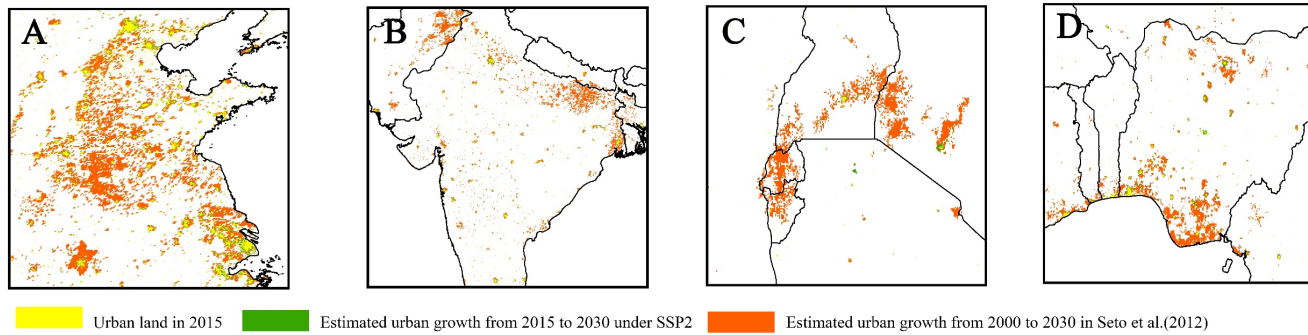 A
B
C
D
Urban land in 2015
Estimated urban growth from 2015 to 2030 under SSP2
Estimated urban growth from 2000 to 2030 in Seto et al.(2012)